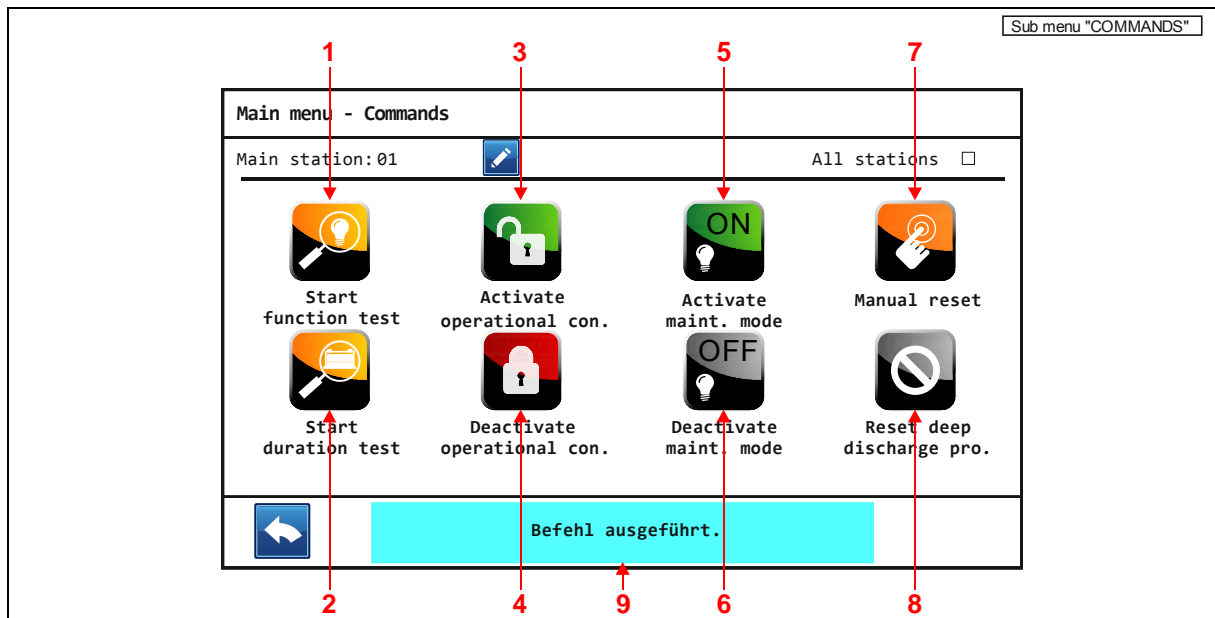 Sub menu "COMMANDS"
1 3 5 7
Main menu - Commands
Main station: 01 All stations
ON
Start
function test
Activate
operational con.
Activate
maint. mode
Manual reset
OFF
Start
duration test
Deactivate
operational con.
Deactivate
maint. mode
Reset deep
discharge pro.
Befehl ausgeführt.
2 4 9 6 8